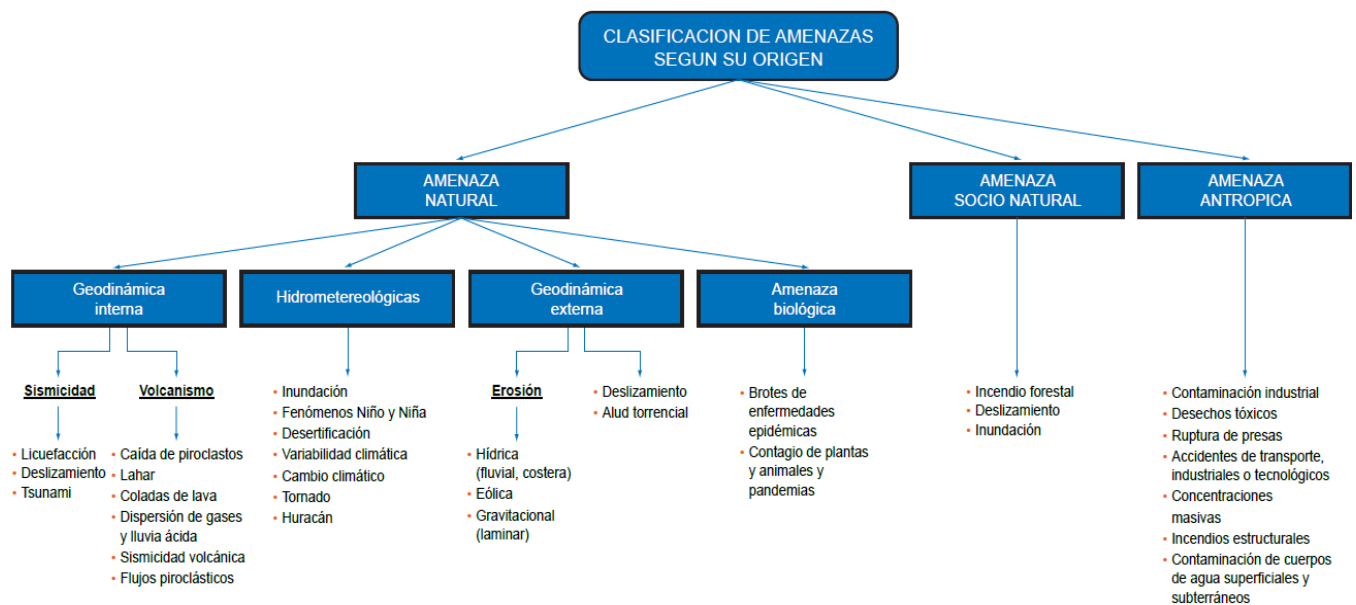 CLASIFICACION DE AMENAZAS
SEGUN SU ORIGEN
AMENAZA
NATURAL
AMENAZA
SOCIO NATURAL
AMENAZA
ANTROPICA
Geodinámica
interna
Hidrometereológicas
Geodinámica
externa
Amenaza
biológica
Sismicidad
• Licuefacción
• Deslizamiento
• Tsunami
Volcanismo
• Caída de piroclastos
• Lahar
• Coladas de lava
• Dispersión de gases
y lluvia ácida
• Sismicidad volcánica
• Flujos piroclásticos
• Inundación
• Fenómenos Niño y Niña
• Desertificación
• Variabilidad climática
• Cambio climático
• Tornado
• Huracán
Erosión
• Hídrica
(fluvial, costera)
• Eólica
• Gravitacional
(laminar)
• Deslizamiento
• Alud torrencial
• Brotes de
enfermedades
epidémicas
• Contagio de plantas
y animales y
pandemias
• Incendio forestal
• Deslizamiento
• Inundación
• Contaminación industrial
• Desechos tóxicos
• Ruptura de presas
• Accidentes de transporte,
industriales o tecnológicos
• Concentraciones
masivas
• Incendios estructurales
• Contaminación de cuerpos
de agua superficiales y
subterráneos